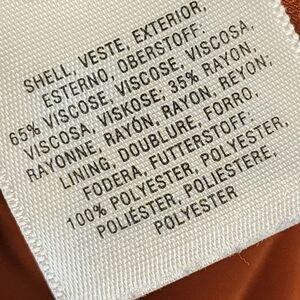 SHELL, VESTE, EXTERIOR,
ESTERNO, OBERSTOFF:
65% VISCOSE, VISCOSE, VISCOSA,
VISCOSA, VISKOSE; 35% RAYON,
RAYONNE, RAYÓN, RAYON, REYON;
LINING, DOUBLURE, FORRO,
FODERA, FUTTERSTOFF:
100% POLYESTER, POLYESTER,
POLIÉSTER, POLIESTERE,
POLYESTER